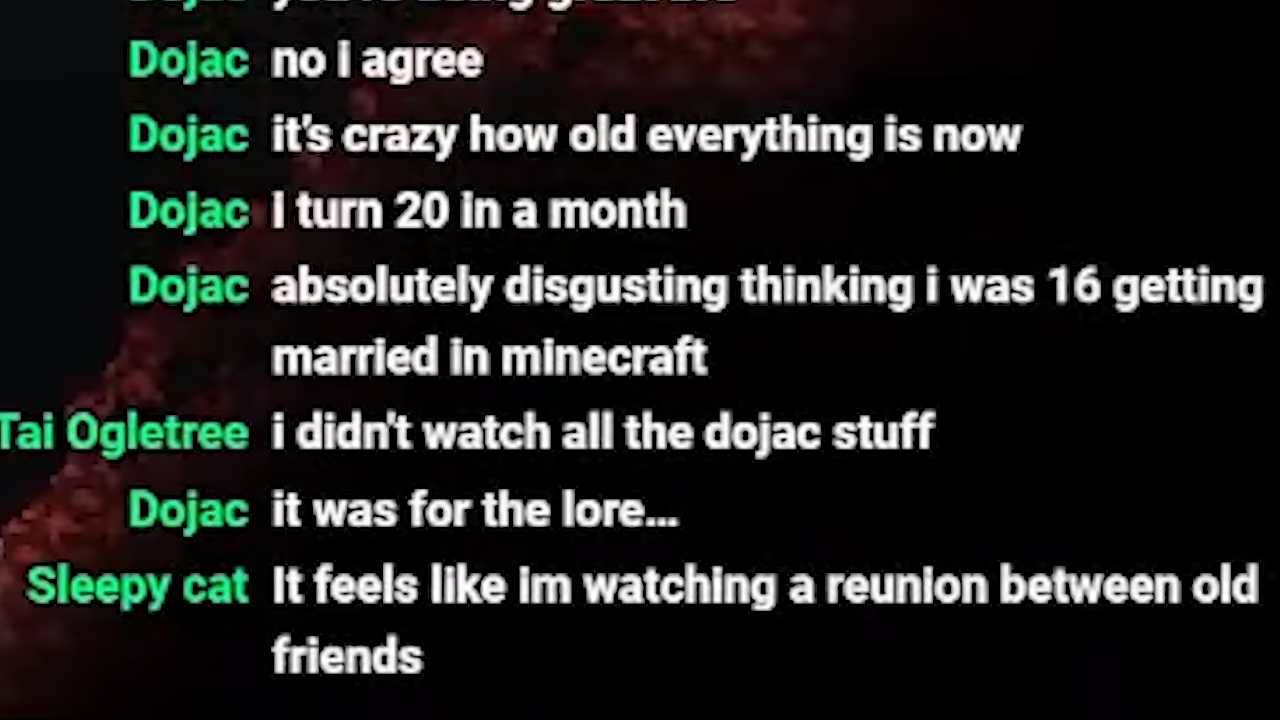 Dojac no I agree
Dojac it's crazy how old everything is now
Dojac i turn 20 in a month
Dojac absolutely disgusting thinking i was 16 getting
married in minecraft
Tai Ogletree i didn't watch all the dojac stuff
Dojac it was for the lore...
Sleepy cat It feels like im watching a reunion between old
friends